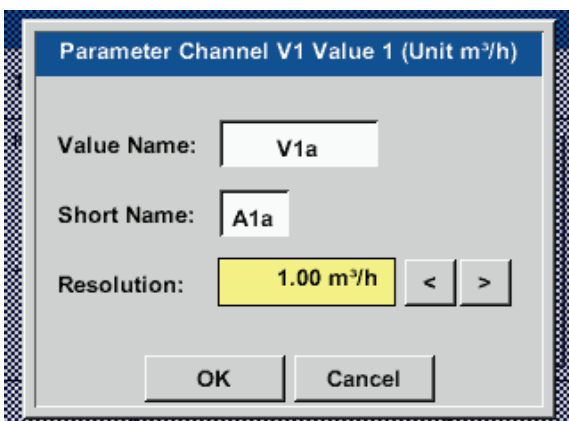 Parameter Channel V1 Value 1 (Unit m³/h)
Value Name: V1a
Short Name: A1a
Resolution: 1.00 m³/h < >
OK Cancel